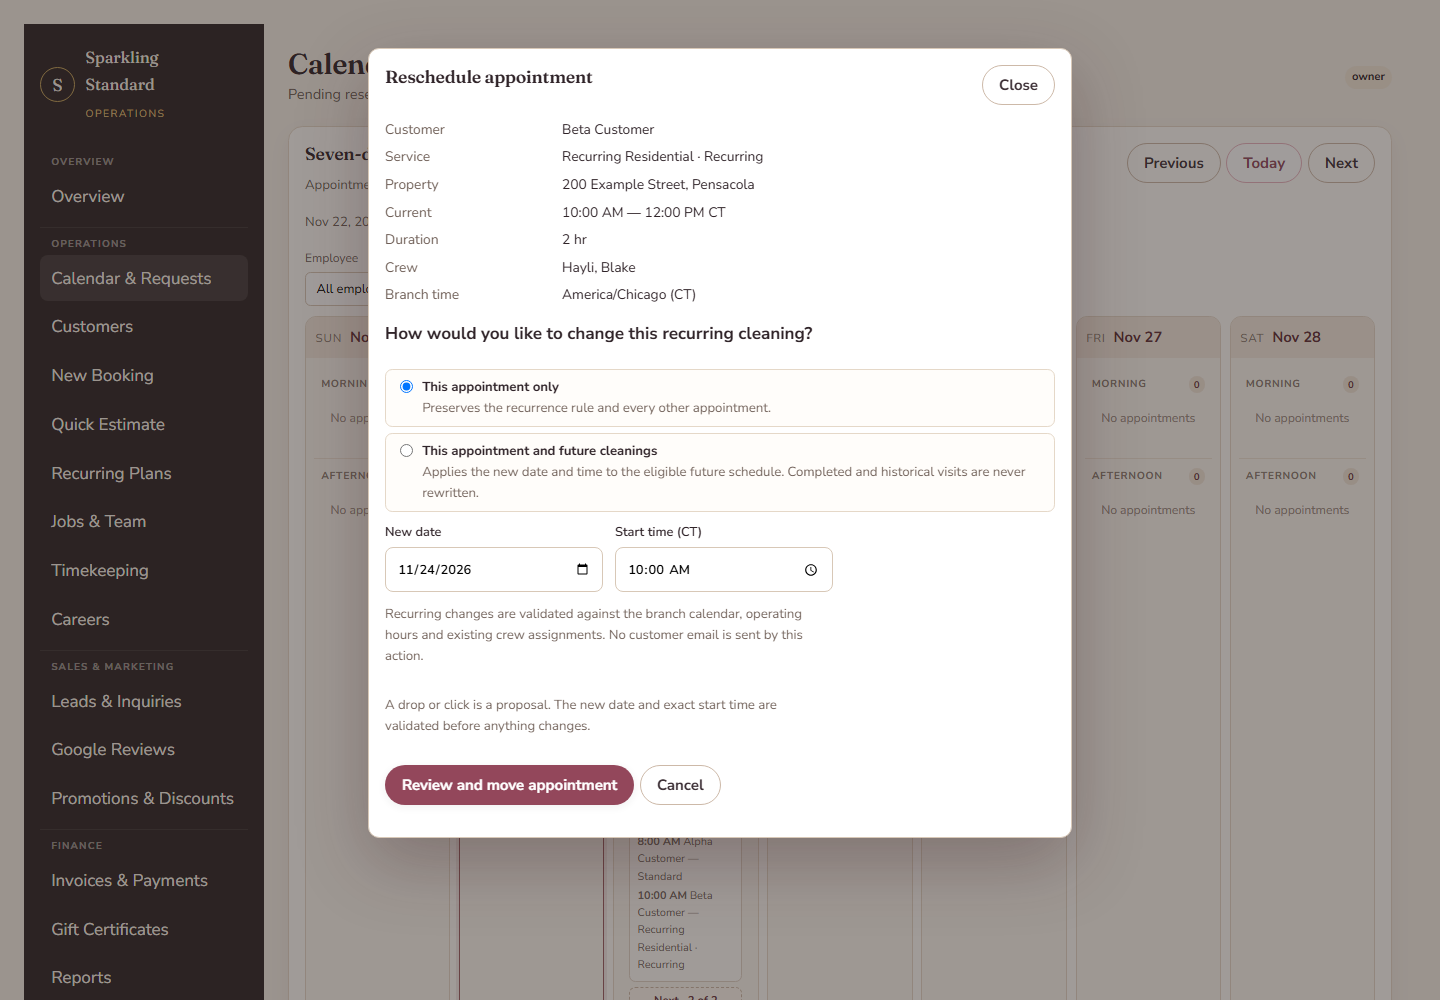 S
Sparkling
Standard
OPERATIONS
OVERVIEW
Overview
OPERATIONS
Calendar & Requests
Customers
New Booking
Quick Estimate
Recurring Plans
Jobs & Team
Timekeeping
Careers
SALES & MARKETING
Leads & Inquiries
Google Reviews
Promotions & Discounts
FINANCE
Invoices & Payments
Gift Certificates
Reports
owner
Previous
Today
Next
Nov 22,
Employee
SUN
Reschedule appointment
Close
Customer Beta Customer
Service Recurring Residential · Recurring
Property 200 Example Street, Pensacola
Current 10:00 AM — 12:00 PM CT
Duration 2 hr
Crew Hayli, Blake
Branch time America/Chicago (CT)
How would you like to change this recurring cleaning?
This appointment only
Preserves the recurrence rule and every other appointment.
This appointment and future cleanings
Applies the new date and time to the eligible future schedule. Completed and historical visits are never
rewritten.
New date Start time (CT)
11/24/2026 10:00 AM
Recurring changes are validated against the branch calendar, operating
hours and existing crew assignments. No customer email is sent by this
action.
A drop or click is a proposal. The new date and exact start time are
validated before anything changes.
Review and move appointment
Cancel
8:00 AM Alpha
Customer —
Standard
10:00 AM Beta
Customer —
Recurring
Residential ·
Recurring
FRI Nov 27
MORNING 0
No appointments
AFTERNOON 0
No appointments
SAT Nov 28
MORNING 0
No appointments
AFTERNOON 0
No appointments